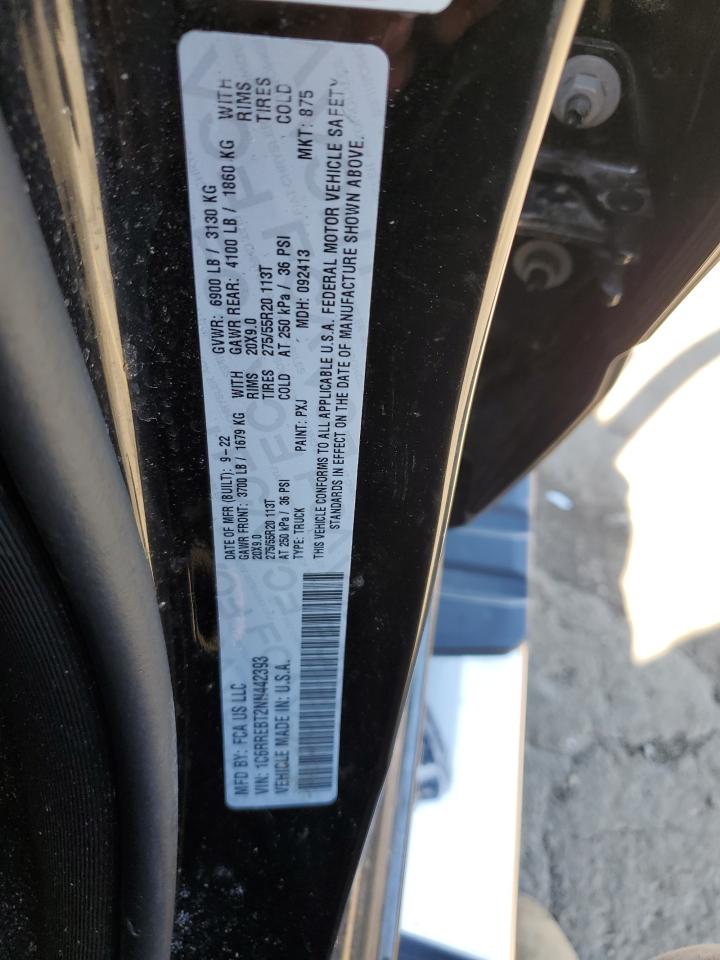 MFD BY: FCA US LLC
DATE OF MFR (BUILT): 9-22
GVWR: 6900 LB / 3130 KG
GAWR FRONT: 3700 LB / 1679 KG WITH
GAWR REAR: 4100 LB / 1860 KG WITH
20X9.0 RIMS
20X9.0 RIMS
275/55R20 113T TIRES
275/55R20 113T TIRES
AT 250 kPa / 36 PSI COLD
AT 250 kPa / 36 PSI COLD
VIN: 1C6RREBT2NN442393
TYPE: TRUCK
PAINT: PXJ
MDH: 092413
MKT: 875
VEHICLE MADE IN: U.S.A.
THIS VEHICLE CONFORMS TO ALL APPLICABLE U.S.A. FEDERAL MOTOR VEHICLE SAFETY
STANDARDS IN EFFECT ON THE DATE OF MANUFACTURE SHOWN ABOVE.